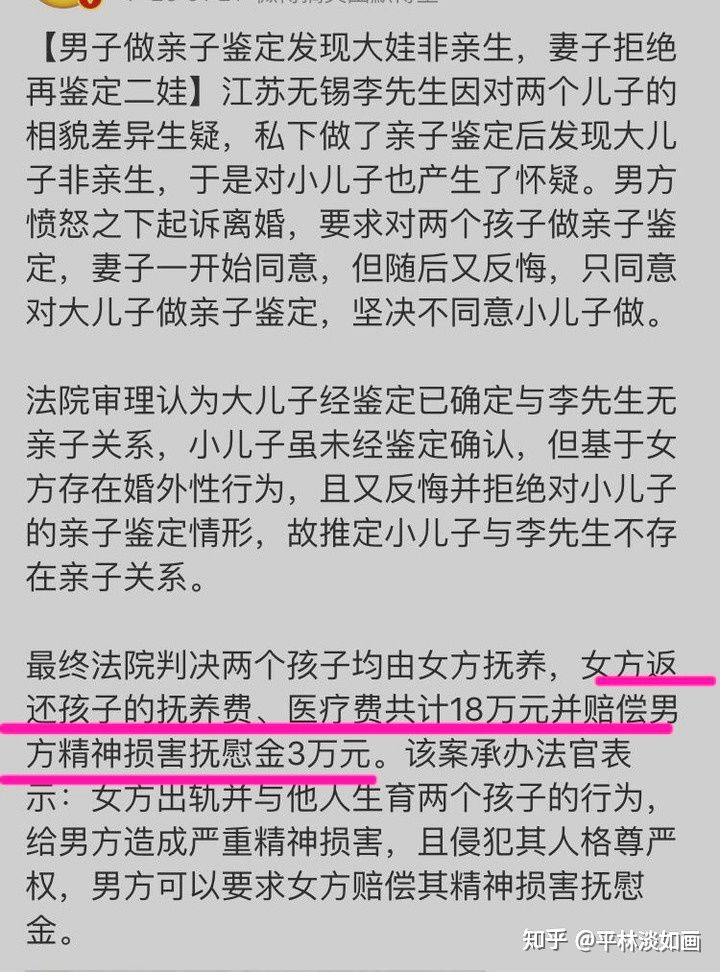 【男子做亲子鉴定发现大娃非亲生，妻子拒绝
再鉴定二娃】江苏无锡李先生因对两个儿子的
相貌差异生疑，私下做了亲子鉴定后发现大儿
子非亲生，于是对小儿子也产生了怀疑。男方
愤怒之下起诉离婚，要求对两个孩子做亲子鉴
定，妻子一开始同意，但随后又反悔，只同意
对大儿子做亲子鉴定，坚决不同意小儿子做。
法院审理认为大儿子经鉴定已确定与李先生无
亲子关系，小儿子虽未经鉴定确认，但基于女
方存在婚外性行为，且又反悔并拒绝对小儿子
的亲子鉴定情形，故推定小儿子与李先生不存
在亲子关系。
最终法院判决两个孩子均由女方抚养，女方返
还孩子的抚养费、医疗费共计18万元并赔偿男
方精神损害抚慰金3万元。该案承办法官表
示：女方出轨并与他人生育两个孩子的行为，
给男方造成严重精神损害，且侵犯其人格尊严
权，男方可以要求女方赔偿其精神损害抚慰
金。
知乎 @平林淡如画